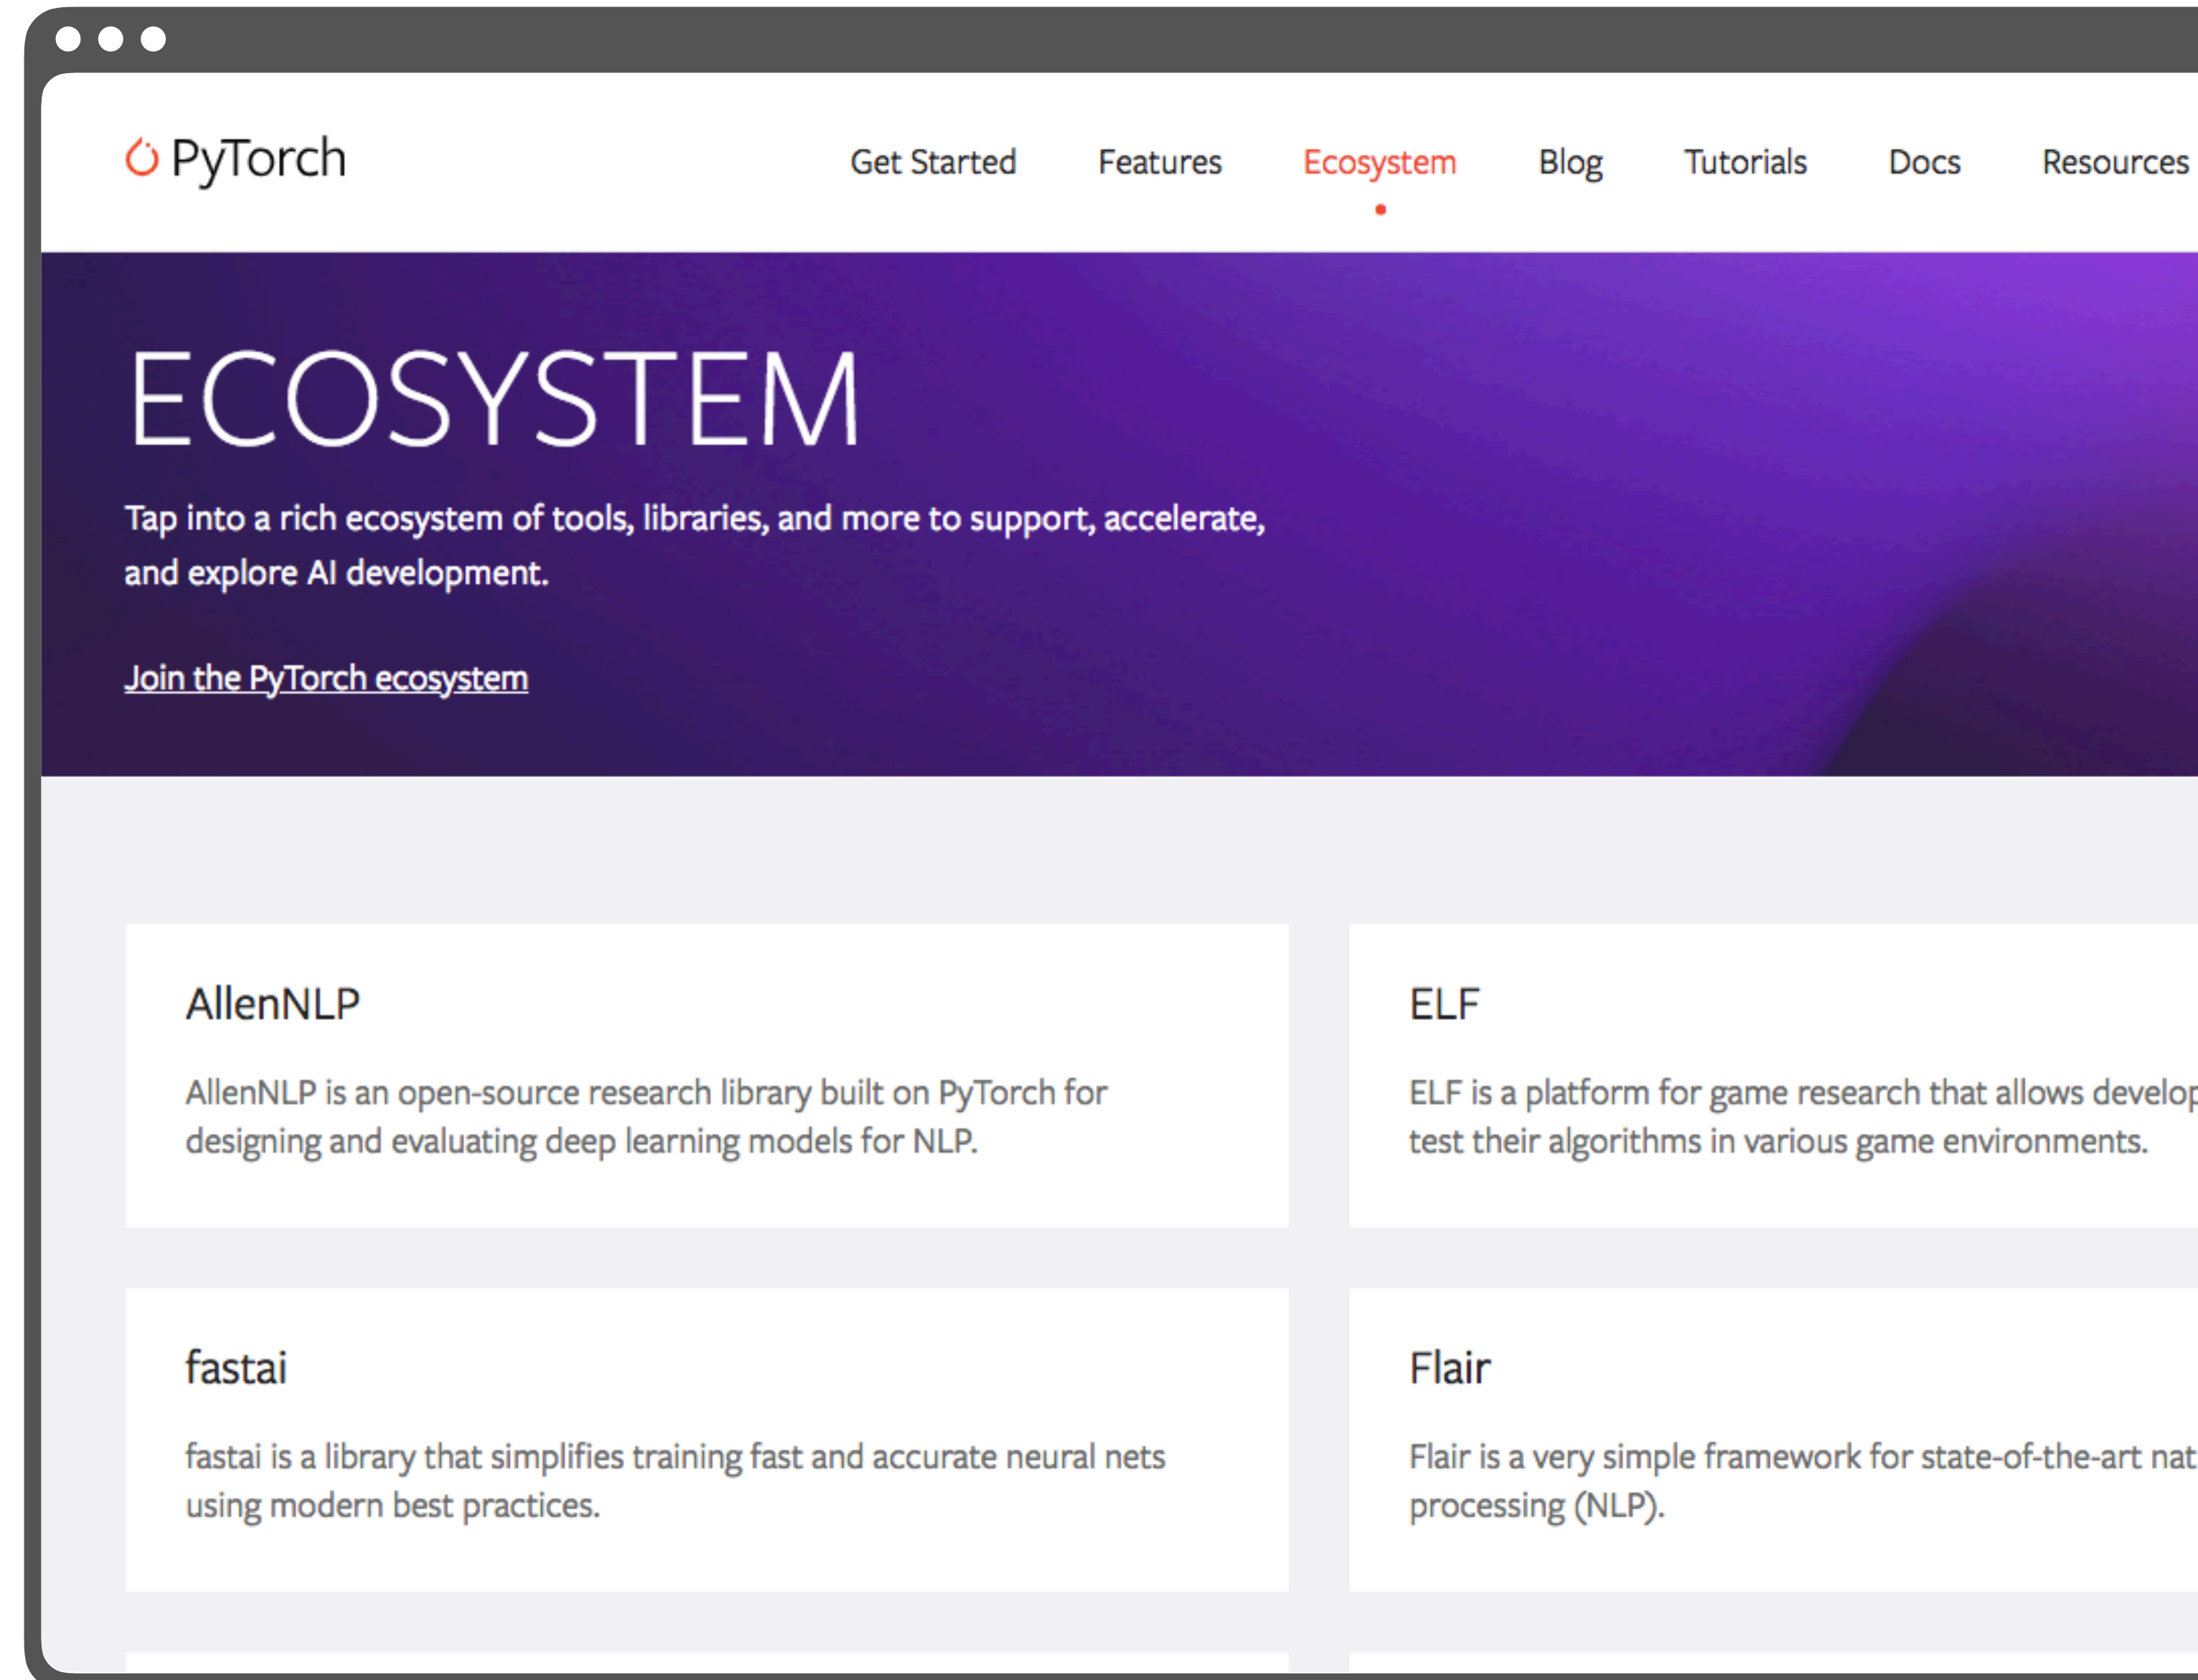 PyTorch
Get Started Features Ecosystem Blog Tutorials Docs Resources
ECOSYSTEM
Tap into a rich ecosystem of tools, libraries, and more to support, accelerate,
and explore AI development.
Join the PyTorch ecosystem
AllenNLP
AllenNLP is an open-source research library built on PyTorch for
designing and evaluating deep learning models for NLP.
ELF
ELF is a platform for game research that allows
test their algorithms in various game environments.
fastai
fastai is a library that simplifies training fast and accurate neural nets
using modern best practices.
Flair
Flair is a very simple framework for state-of-the-art
processing (NLP).